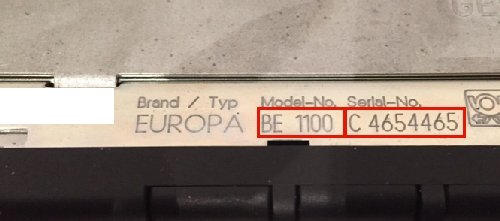 Brand / Typ Model-No. Serial-No.
EUROPA BE 1100 C 4654465